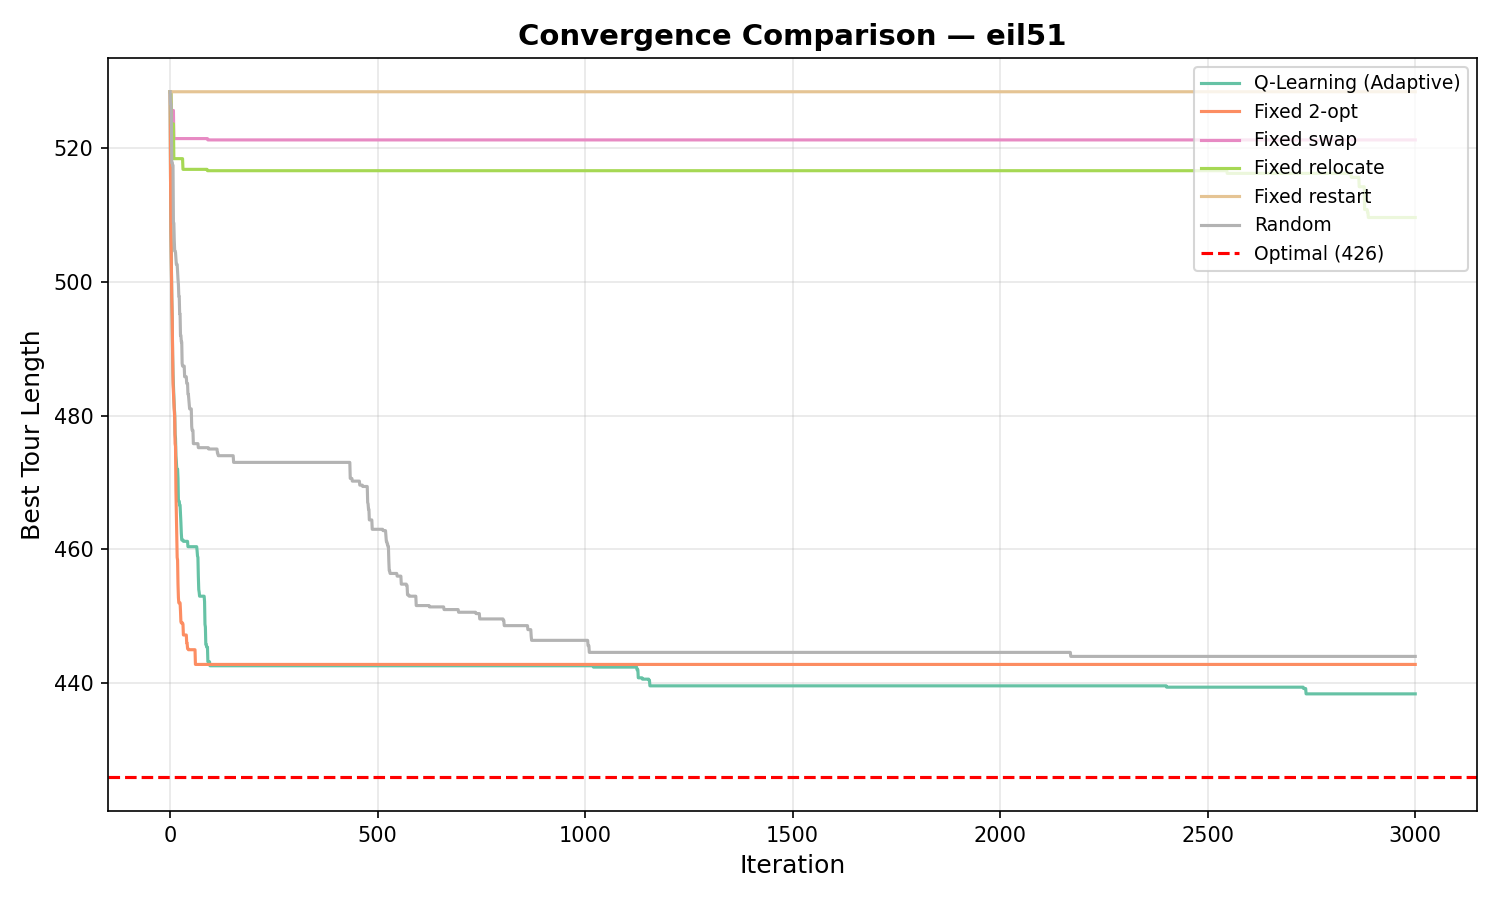 Convergence Comparison — eil51
Best Tour Length
520
500
480
460
440
Q-Learning (Adaptive)
Fixed 2-opt
Fixed swap
Fixed relocate
Fixed restart
Random
Optimal (426)
0 500 1000 1500 2000 2500 3000
Iteration